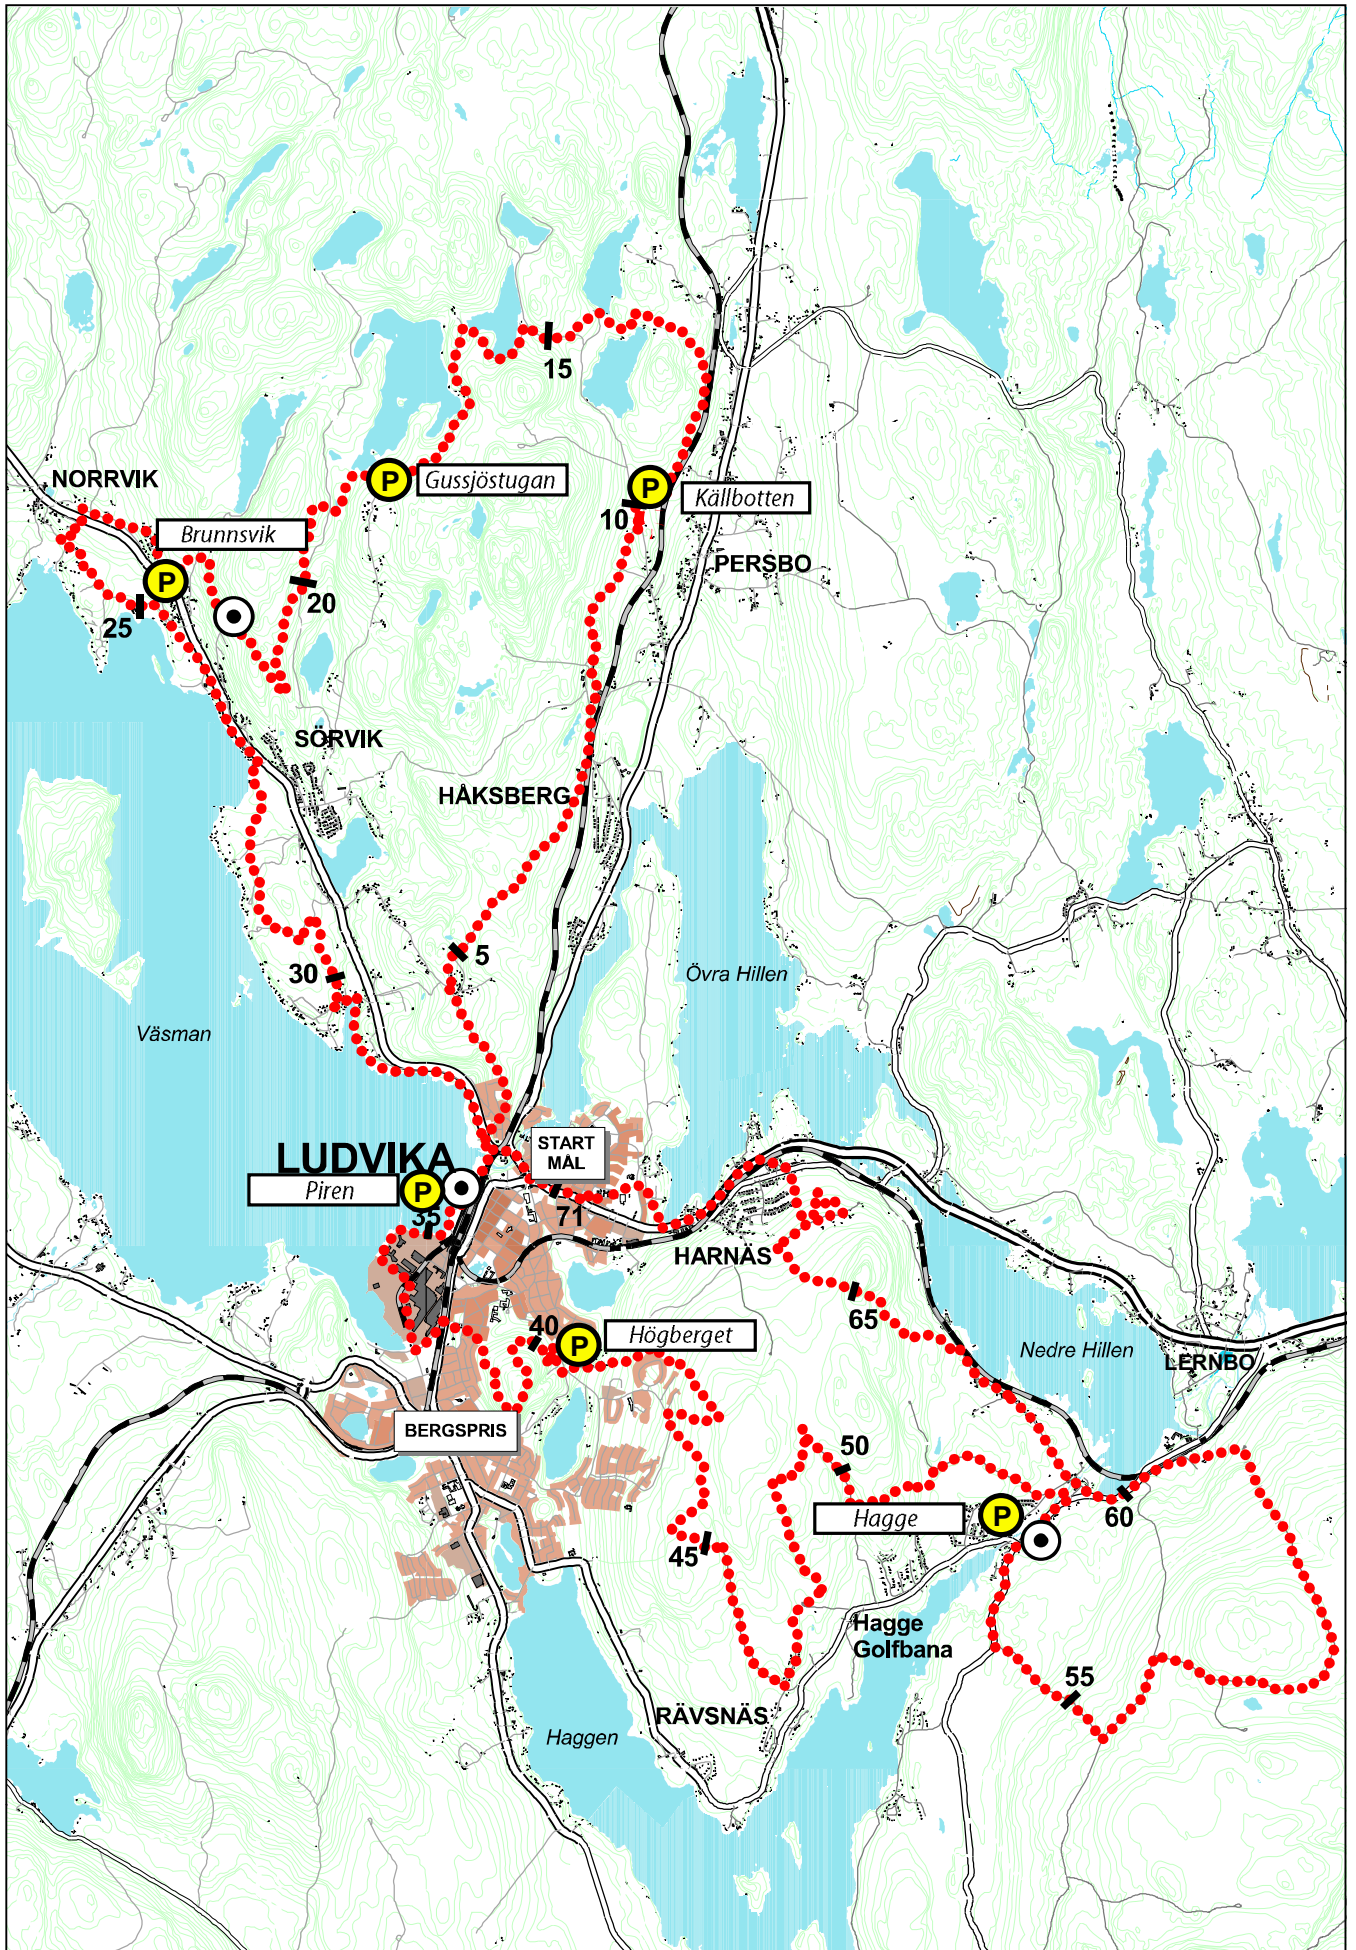 15
NORRVIK
P
Gussjöstugan
P
Källbotten
10
Brunnsvik
P
PERSBO
20
25
SÖRVIK
HÅKSBERG
5
30
Övra Hillen
Väsman
START
MÅL
LUDVIKA
Piren
P
35
71
HARNÄS
65
40
P
Högberget
Nedre Hillen
LERNBO
BERGSPRIS
50
Hagge
P
60
45
Hagge
Golfbana
55
RÄVSNÄS
Haggen